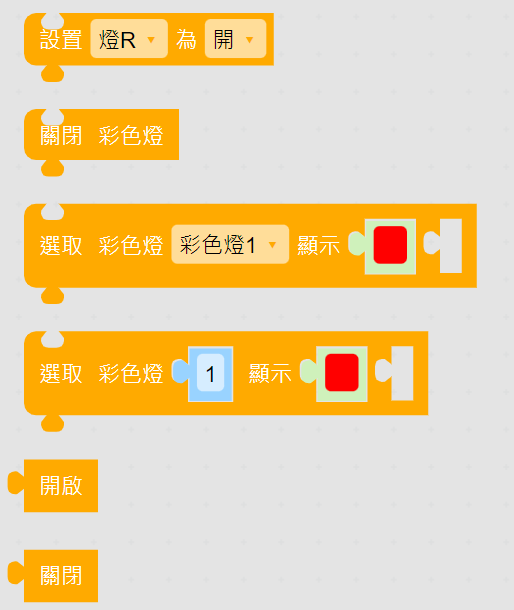 設置 燈R 為 開
關閉 彩色燈
選取 彩色燈 彩色燈1 顯示
選取 彩色燈 1 顯示
開啟
關閉